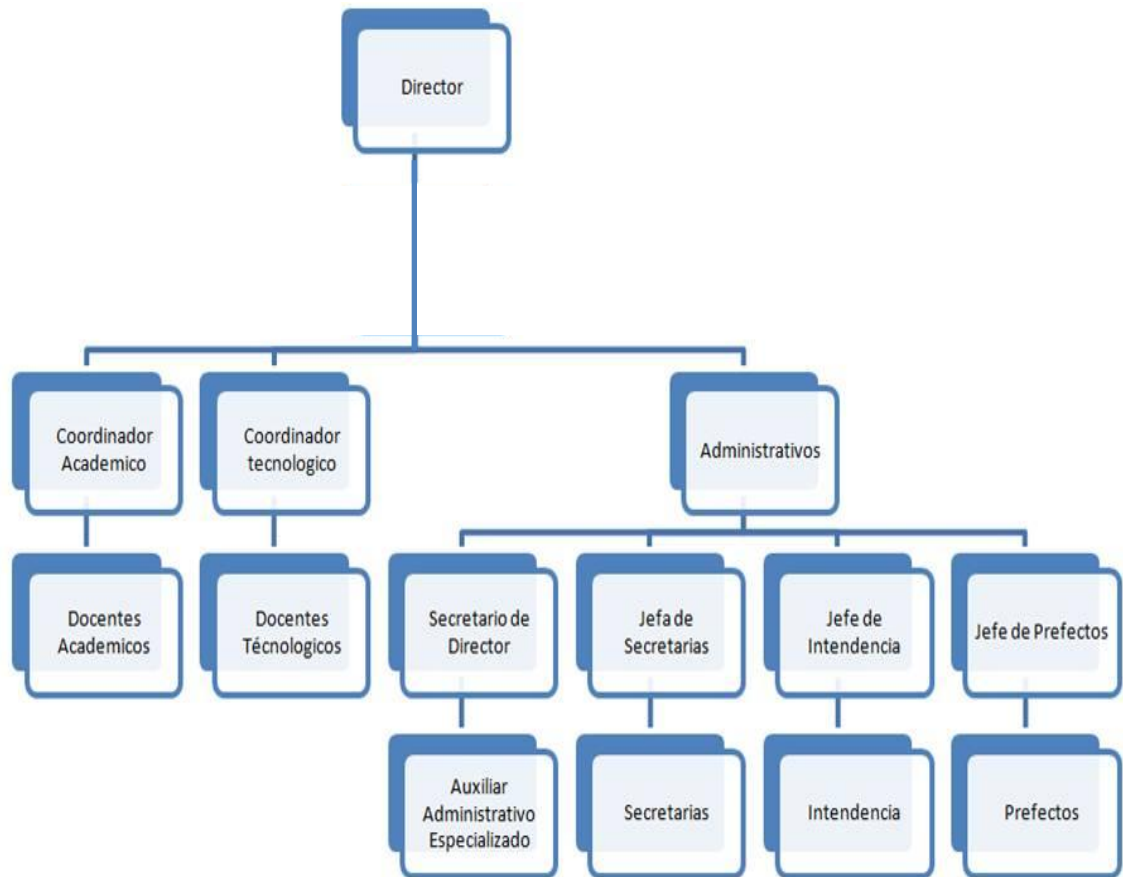 Director
Coordinador
Academico
Coordinador
tecnologico
Administrativos
Docentes
Academicos
Docentes
Técnologicos
Secretario de
Director
Jefa de
Secretarias
Jefe de
Intendencia
Jefe de Prefectos
Auxiliar
Administrativo
Especializado
Secretarias
Intendencia
Prefectos